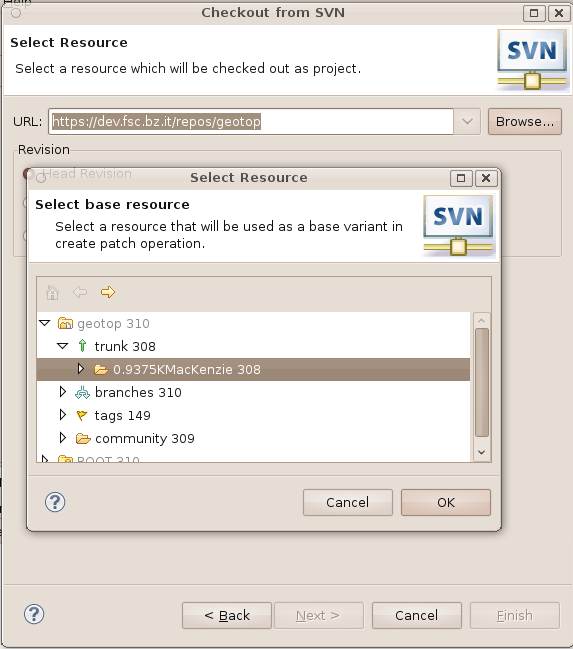 Help
Checkout from SVN
Select Resource
Select a resource which will be checked out as project.
SVN
URL: https://dev.fsc.bz.it/repos/geotop Browse...
Revision
Head Revision
Select Resource
Select base resource
Select a resource that will be used as a base variant in
create patch operation.
SVN
geotop 310
trunk 308
0.9375KMacKenzie 308
branches 310
tags 149
community 309
ROOT 310
? Cancel OK
? < Back Next > Cancel Finish